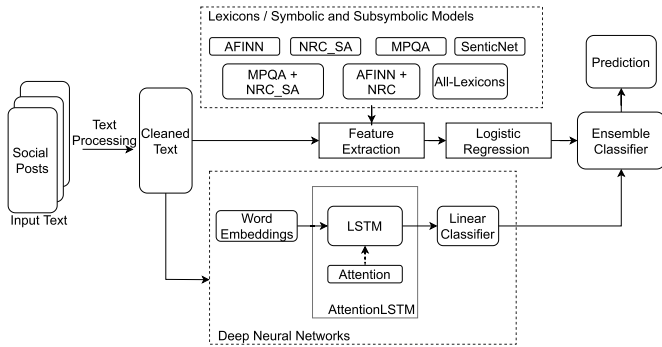 Lexicons / Symbolic and Subsymbolic Models
AFINN
NRC_SA
MPQA
SenticNet
MPQA +
NRC_SA
AFINN +
NRC
All-Lexicons
Prediction
Social
Posts
Input Text
Text
Processing
Cleaned
Text
Feature
Extraction
Logistic
Regression
Ensemble
Classifier
Word
Embeddings
LSTM
Attention
AttentionLSTM
Linear
Classifier
Deep Neural Networks